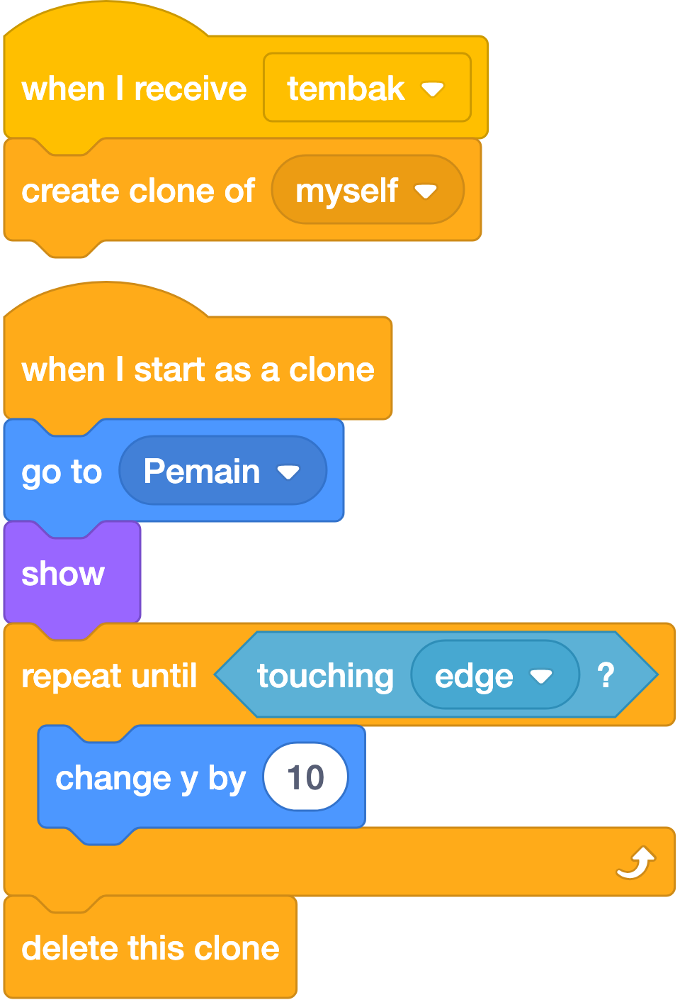 when I receive tembak
create clone of myself
when I start as a clone
go to Pemain
show
repeat until touching edge ?
change y by 10
delete this clone